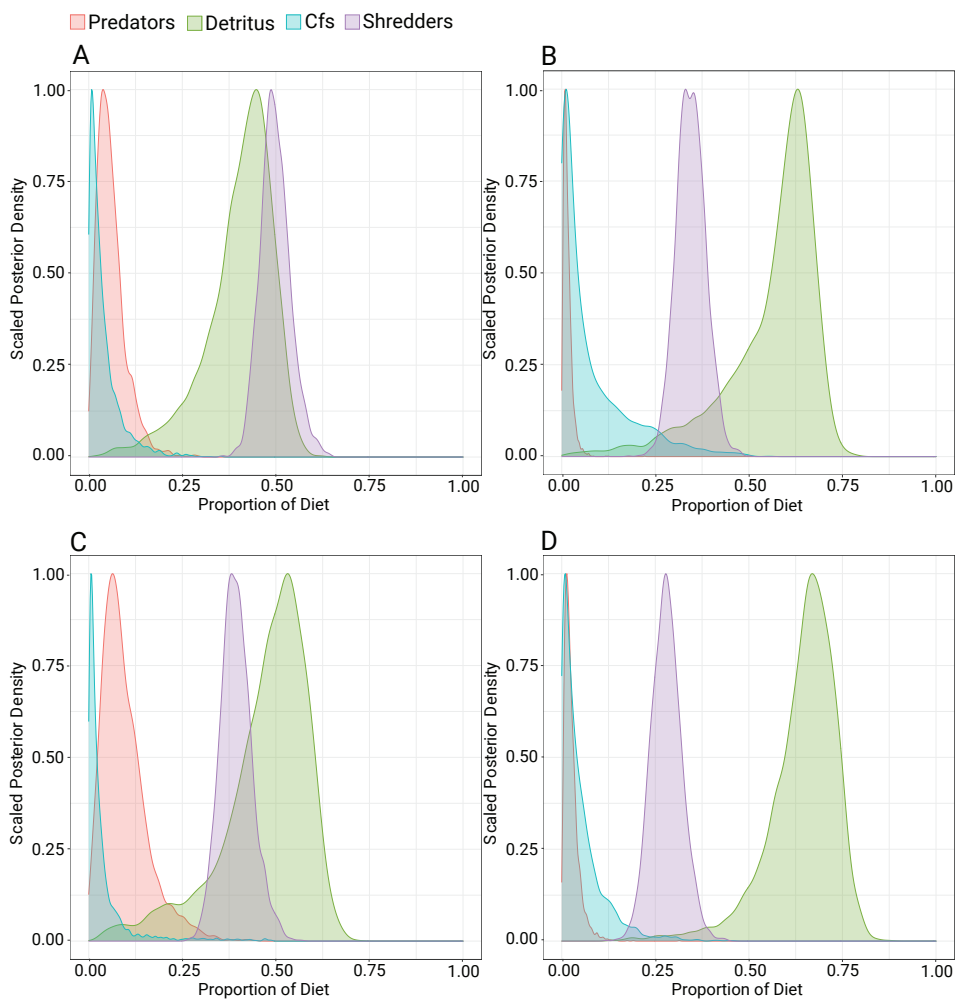 Predators Detritus Cfs Shredders
A
1.00
0.75
0.50
0.25
0.00
Scaled Posterior Density
0.00 0.25 0.50 0.75 1.00
Proportion of Diet
B
1.00
0.75
0.50
0.25
0.00
Scaled Posterior Density
0.00 0.25 0.50 0.75 1.00
Proportion of Diet
C
1.00
0.75
0.50
0.25
0.00
Scaled Posterior Density
0.00 0.25 0.50 0.75 1.00
Proportion of Diet
D
1.00
0.75
0.50
0.25
0.00
Scaled Posterior Density
0.00 0.25 0.50 0.75 1.00
Proportion of Diet